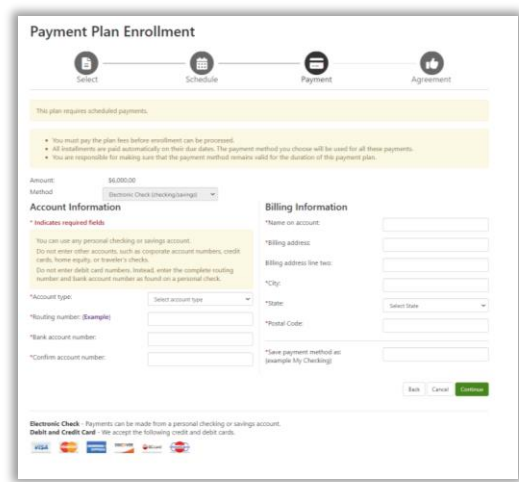 Payment Plan Enrollment
Select
Schedule
Payment
Agreement
This plan requires scheduled payments.
You must pay the plan fees before enrollment can be processed.
All installments are paid automatically on their due dates. The payment method you choose will be used for all these payments.
You are responsible for making sure that the payment method remains valid for the duration of this payment plan.
Amount: $6,000.00
Method Electronic Check (checking/savings)
Account Information
* Indicates required fields
You can use any personal checking or savings account.
Do not enter other accounts, such as corporate account numbers, credit
cards, home equity, or traveler's checks.
Do not enter debit card numbers. Instead, enter the complete routing
number and bank account number as found on a personal check.
*Account type: Select account type
*Routing number: (Example)
*Bank account number:
*Confirm account number:
Billing Information
*Name on account:
*Billing address:
Billing address line two:
*City:
*State: Select State
*Postal Code:
*Save payment method as:
(example My Checking)
Back Cancel Continue
Electronic Check - Payments can be made from a personal checking or savings account.
Debit and Credit Card - We accept the following credit and debit cards.
VISA